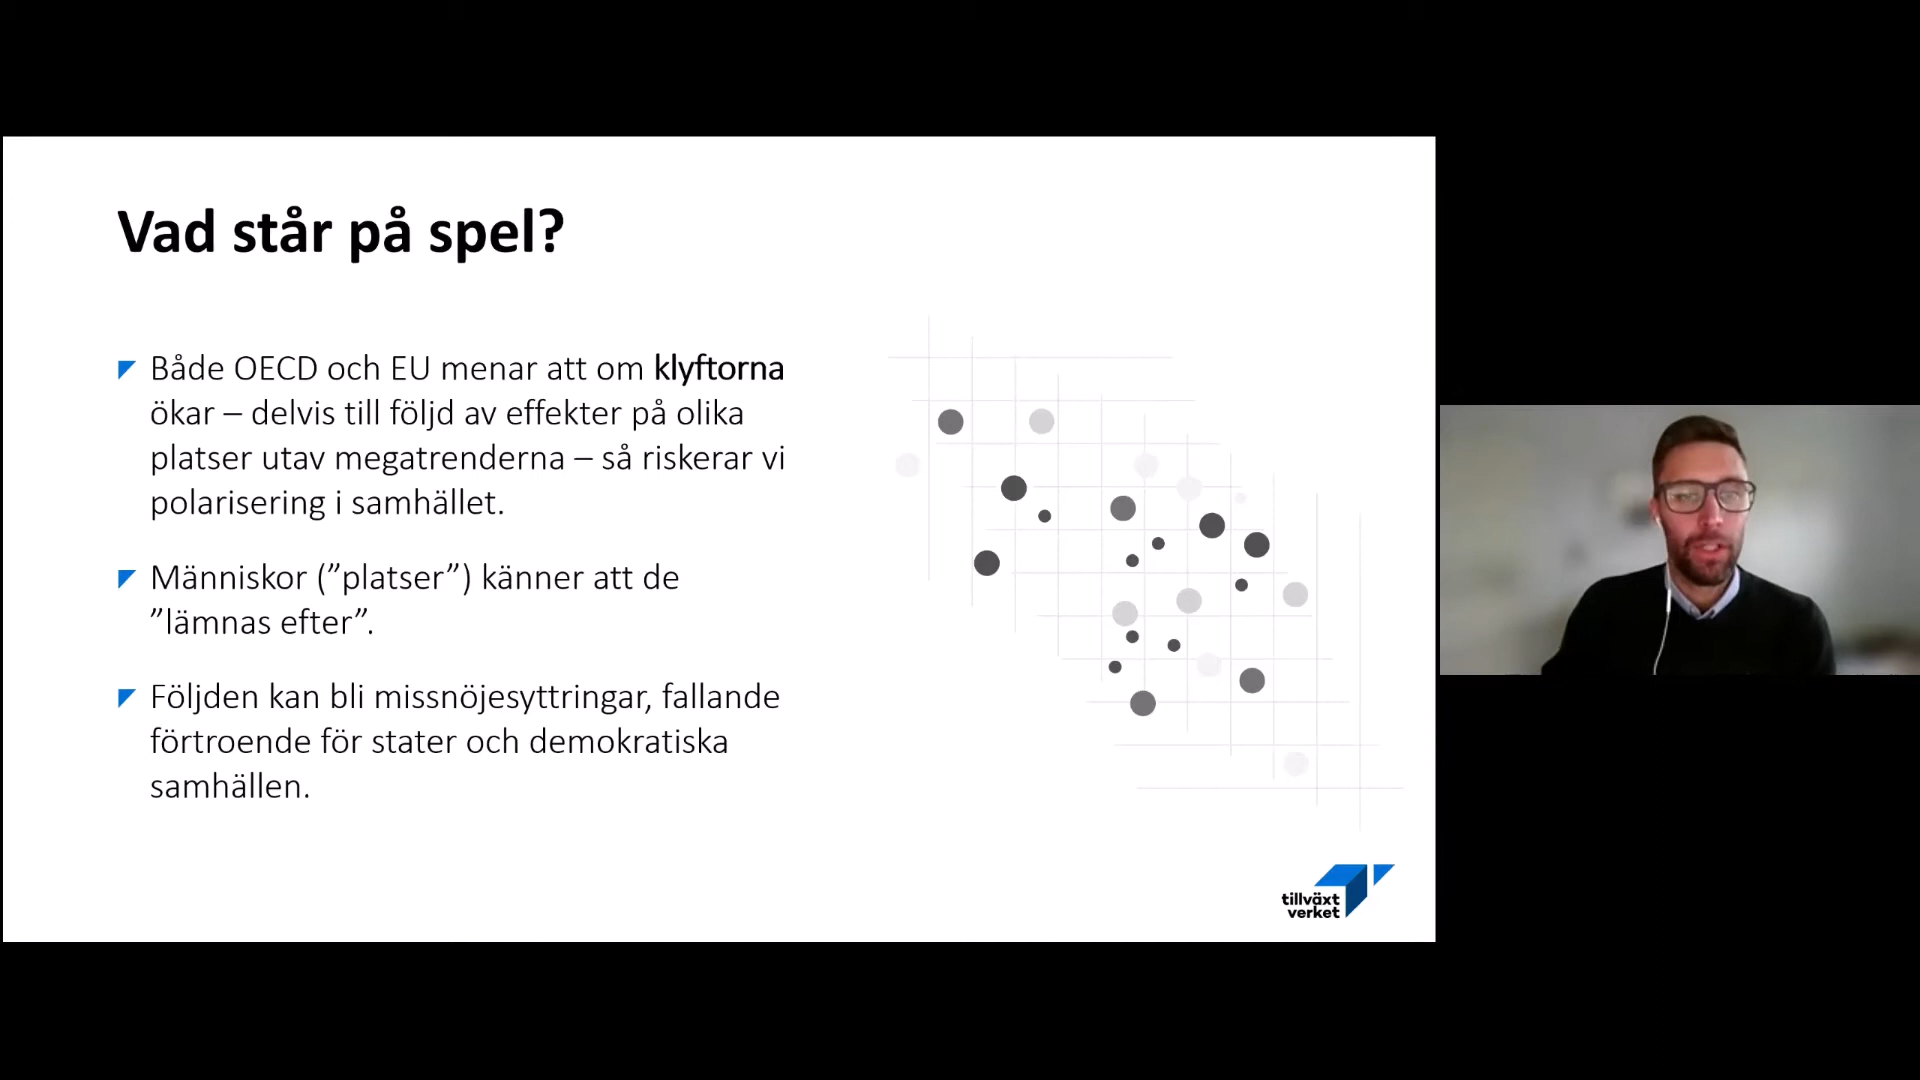 Vad står på spel?
Både OECD och EU menar att om klyftorna
ökar – delvis till följd av effekter på olika
platser utav megatrenderna – så riskerar vi
polarisering i samhället.
Människor (”platser”) känner att de
”lämnas efter”.
Följden kan bli missnöjesyttringar, fallande
förtroende för stater och demokratiska
samhällen.
tillväxt
verket